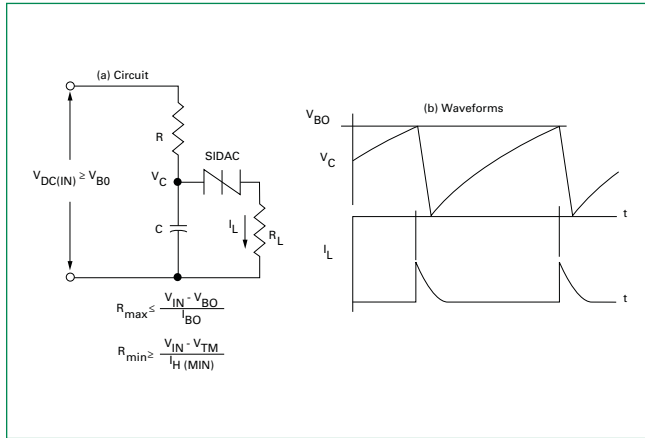 (a) Circuit
R
SIDAC
V_DC(IN) ≥ V_B0
V_C
C
I_L
R_L
R_max ≤ (V_IN - V_BO) / I_BO
R_min ≥ (V_IN - V_TM) / I_H (MIN)
(b) Waveforms
V_BO
V_C
t
I_L
t